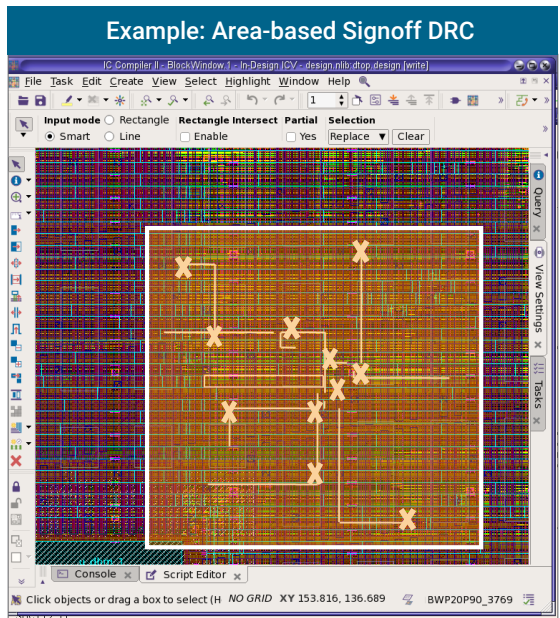 Example: Area-based Signoff DRC
IC Compiler II - BlockWindow.1 - In-Design ICV - design.nlib:dtop.design [write]
File Task Edit Create View Select Highlight Window Help
1
Input mode Rectangle Rectangle Intersect Partial Selection
Smart Line Enable Yes Replace Clear
Query
View Settings
Tasks
Console Script Editor
Click objects or drag a box to select (H NO GRID XY 153.816, 136.689 BWP20P90_3769